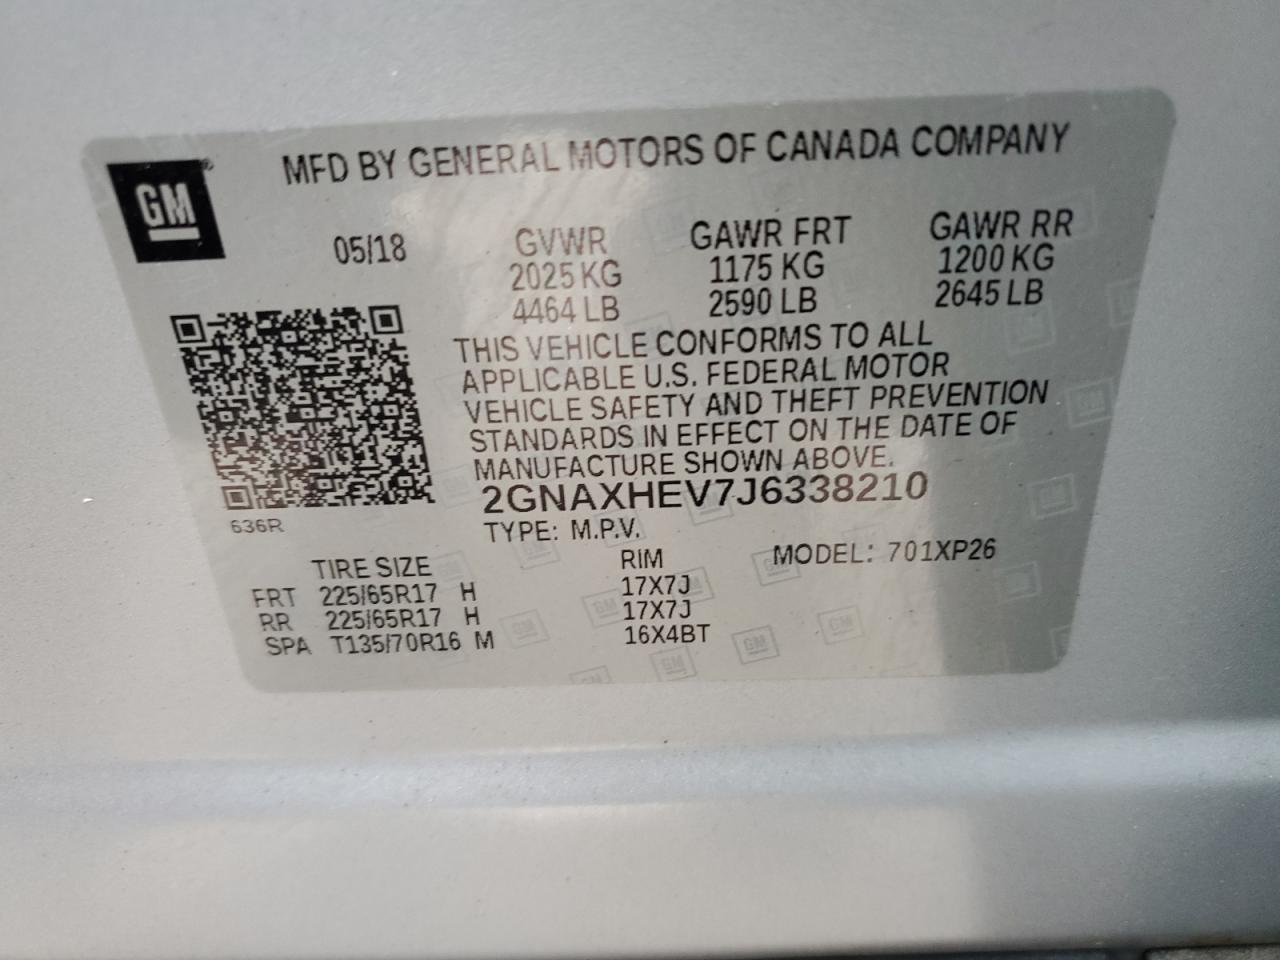 GM ®
MFD BY GENERAL MOTORS OF CANADA COMPANY
05/18 GVWR GAWR FRT GAWR RR
2025 KG 1175 KG 1200 KG
4464 LB 2590 LB 2645 LB
THIS VEHICLE CONFORMS TO ALL
APPLICABLE U.S. FEDERAL MOTOR
VEHICLE SAFETY AND THEFT PREVENTION
STANDARDS IN EFFECT ON THE DATE OF
MANUFACTURE SHOWN ABOVE.
2GNAXHEV7J6338210
636R
TYPE: M.P.V.
TIRE SIZE RIM MODEL: 701XP26
FRT 225/65R17 H 17X7J
RR 225/65R17 H 17X7J
SPA T135/70R16 M 16X4BT